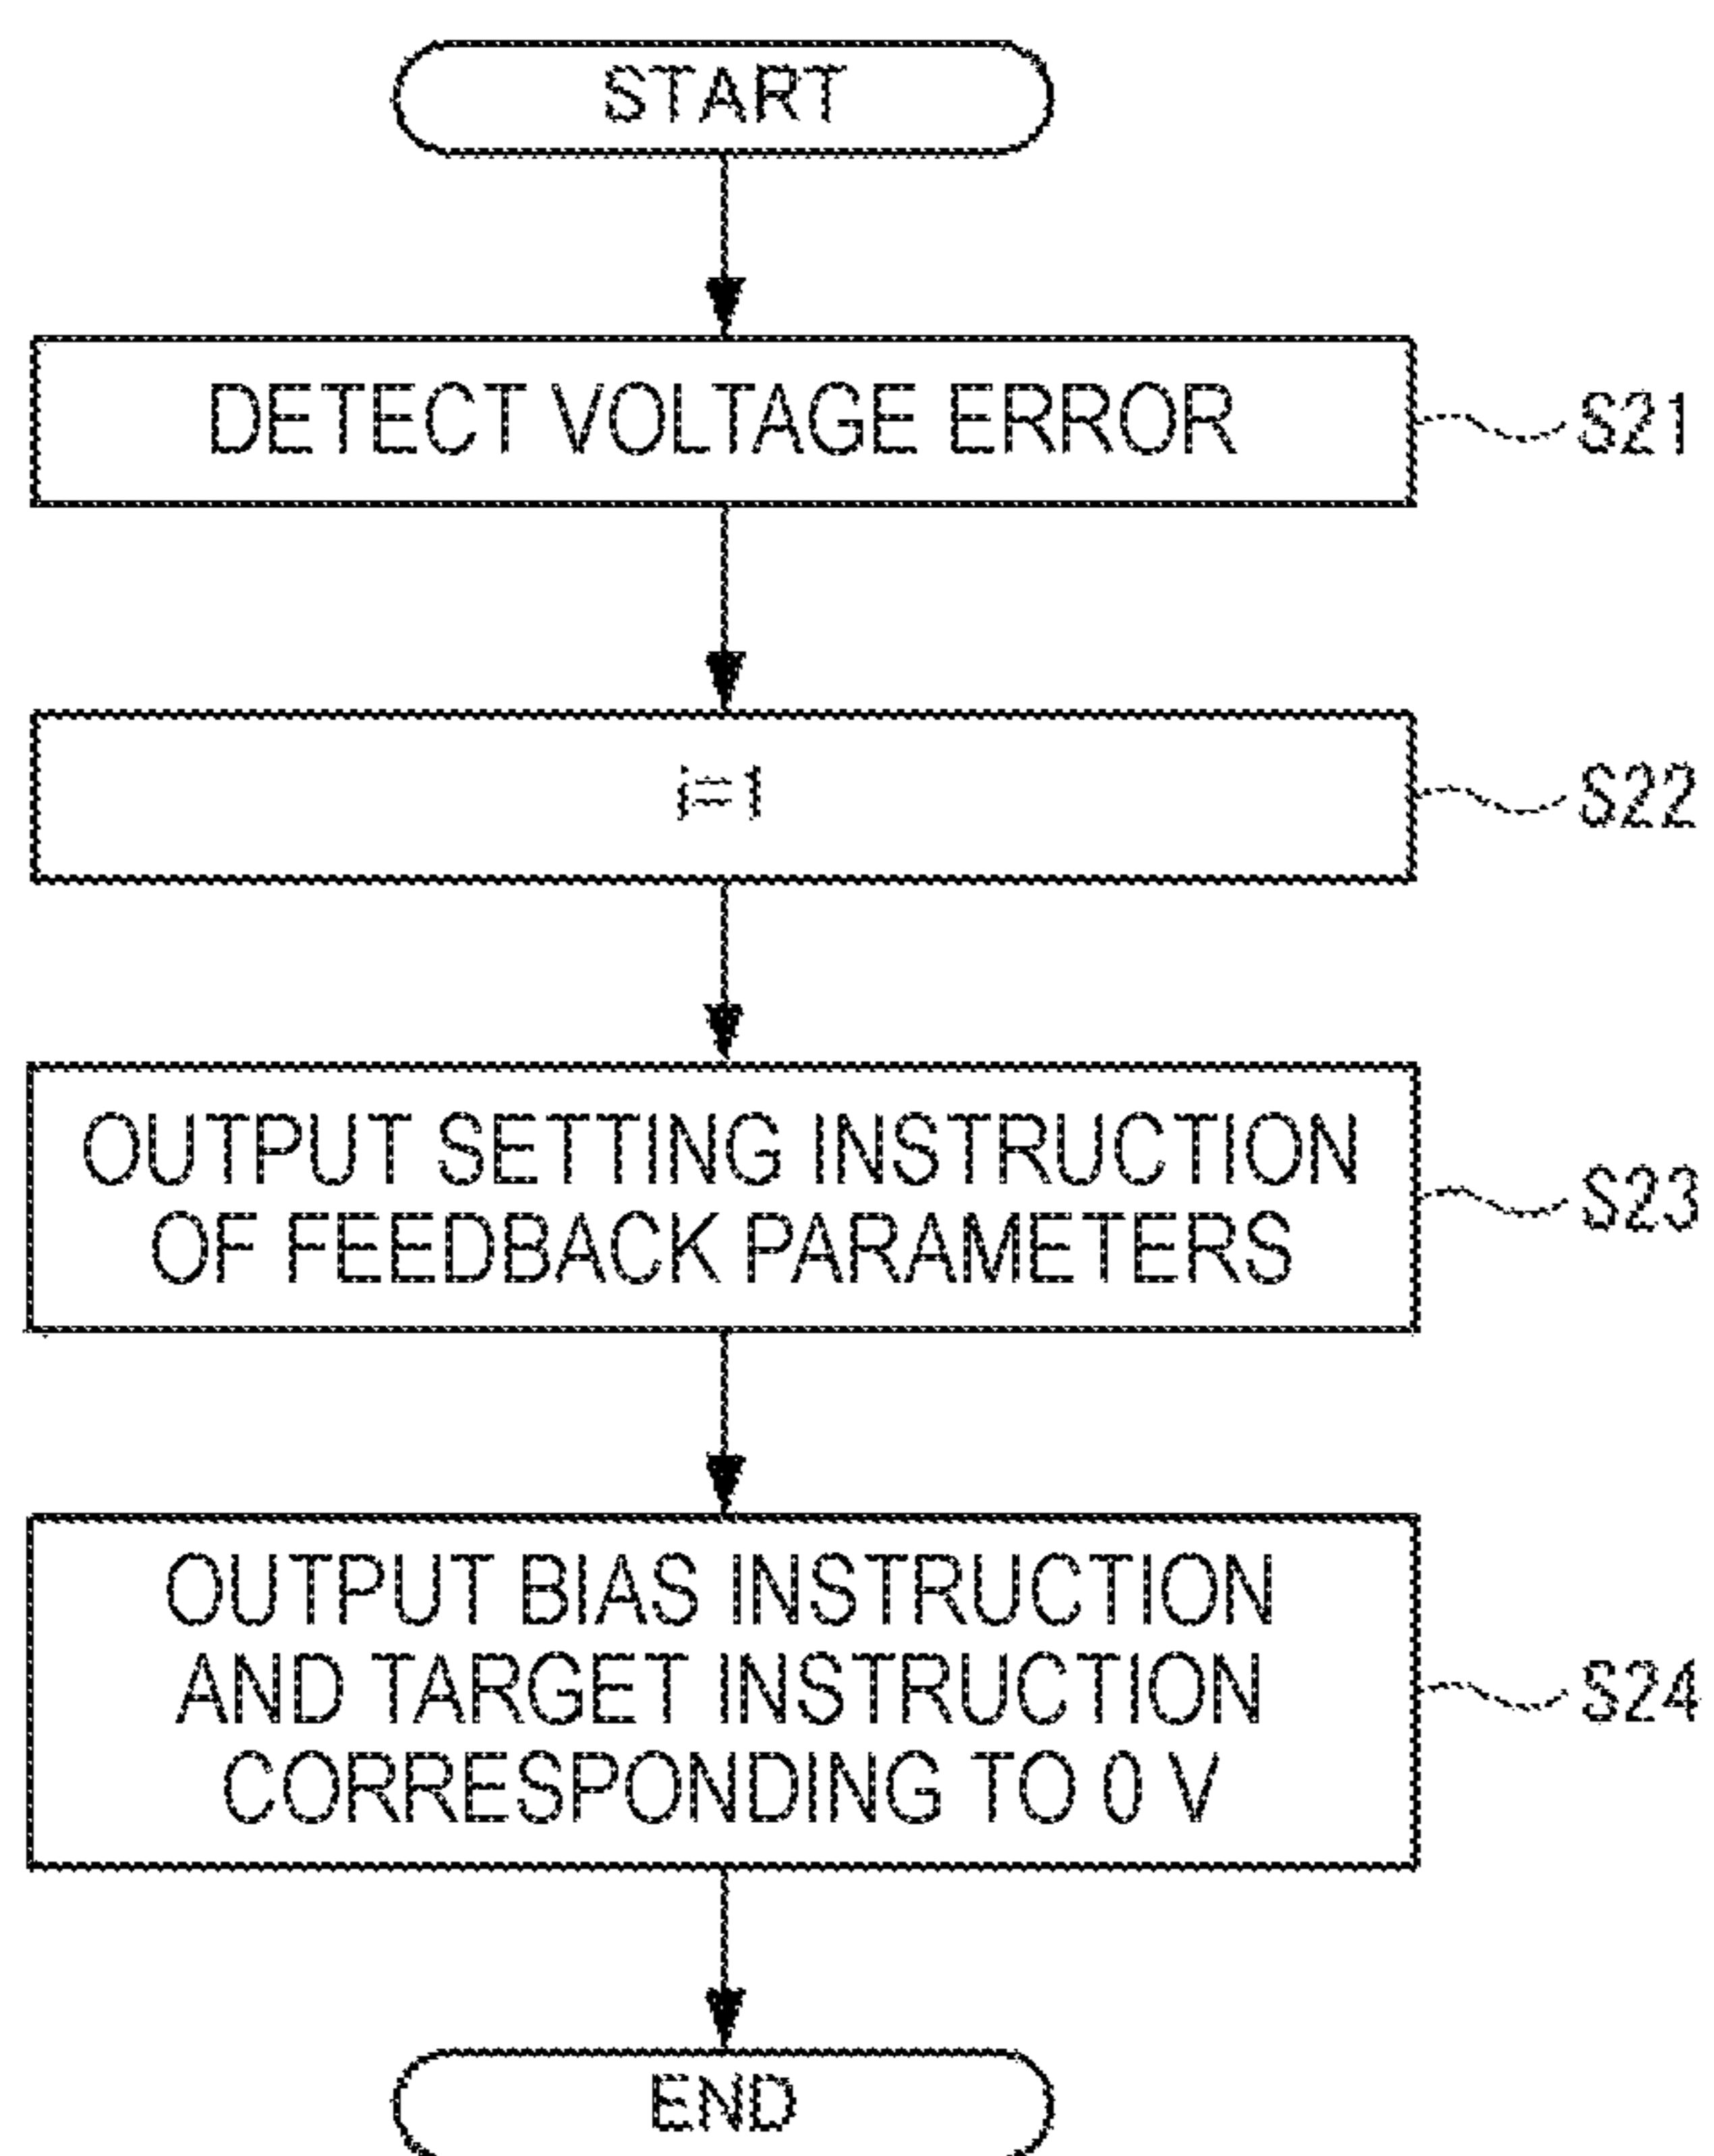 START
DETECT VOLTAGE ERROR
S21
i=1
S22
OUTPUT SETTING INSTRUCTION
OF FEEDBACK PARAMETERS
S23
OUTPUT BIAS INSTRUCTION
AND TARGET INSTRUCTION
CORRESPONDING TO 0 V
S24
END